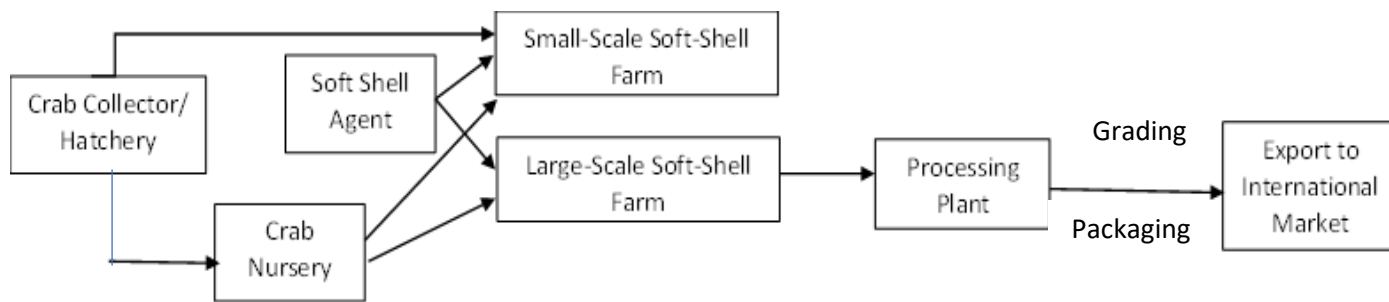 Small-Scale Soft-Shell
Farm
Soft Shell
Agent
Crab Collector/
Hatchery
Large-Scale Soft-Shell
Farm
Crab
Nursery
Processing
Plant
Grading
Packaging
Export to
International
Market